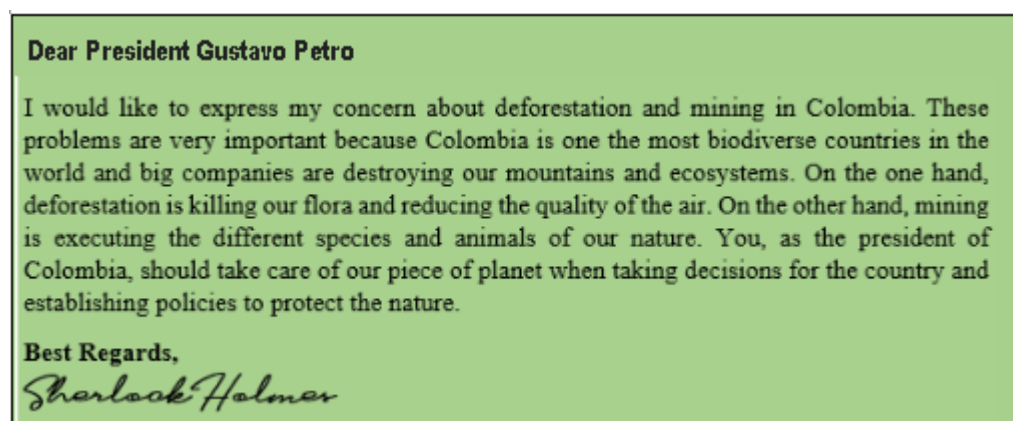 Dear President Gustavo Petro
I would like to express my concern about deforestation and mining in Colombia. These
problems are very important because Colombia is one the most biodiverse countries in the
world and big companies are destroying our mountains and ecosystems. On the one hand,
deforestation is killing our flora and reducing the quality of the air. On the other hand, mining
is executing the different species and animals of our nature. You, as the president of
Colombia, should take care of our piece of planet when taking decisions for the country and
establishing policies to protect the nature.
Best Regards,
Sherlock Holmes